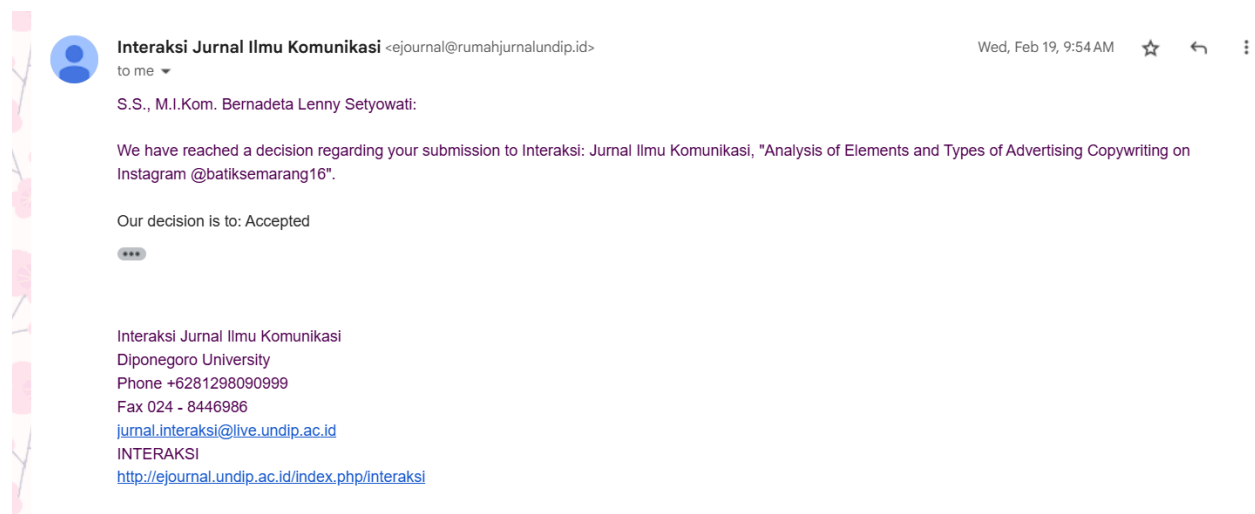 Interaksi Jurnal Ilmu Komunikasi <ejournal@rumahjurnalundip.id>
Wed, Feb 19, 9:54 AM
to me
S.S., M.I.Kom. Bernadeta Lenny Setyowati:
We have reached a decision regarding your submission to Interaksi: Jurnal Ilmu Komunikasi, "Analysis of Elements and Types of Advertising Copywriting on
Instagram @batiksemarang16".
Our decision is to: Accepted
Interaksi Jurnal Ilmu Komunikasi
Diponegoro University
Phone +6281298090999
Fax 024 - 8446986
jurnal.interaksi@live.undip.ac.id
INTERAKSI
http://ejournal.undip.ac.id/index.php/interaksi